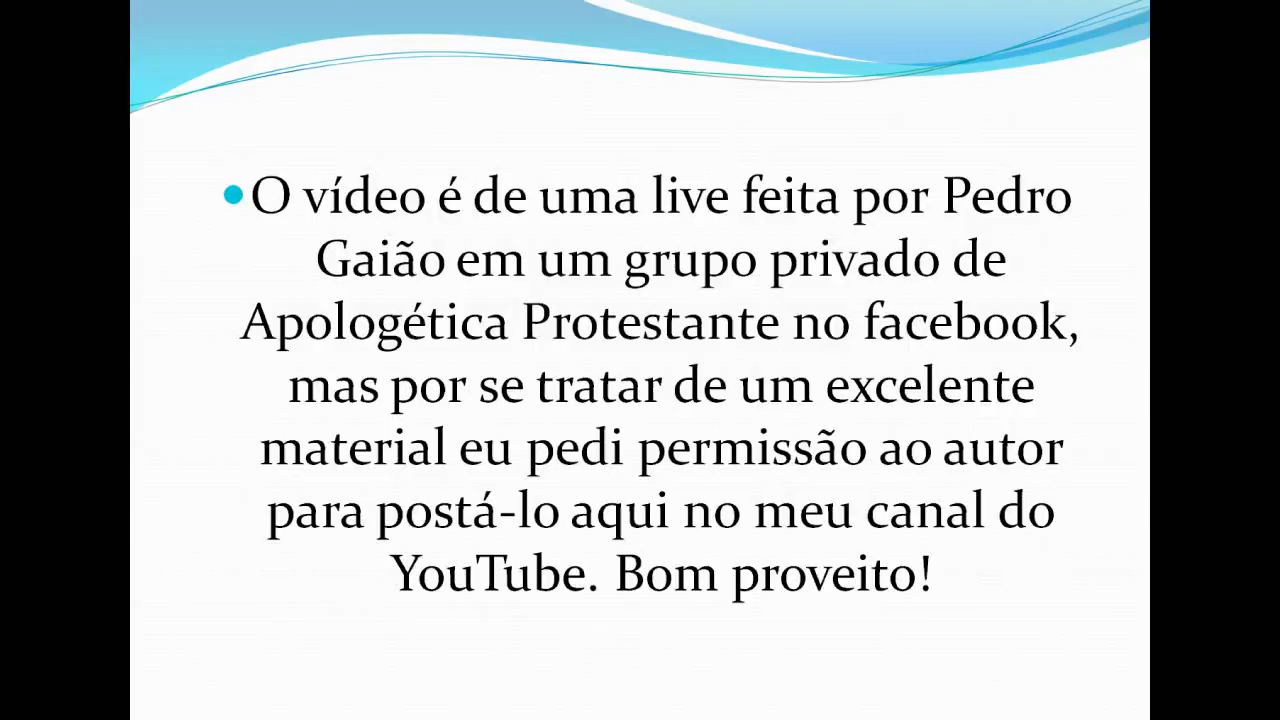 •O vídeo é de uma live feita por Pedro
Gaião em um grupo privado de
Apologética Protestante no facebook,
mas por se tratar de um excelente
material eu pedi permissão ao autor
para postá-lo aqui no meu canal do
YouTube. Bom proveito!